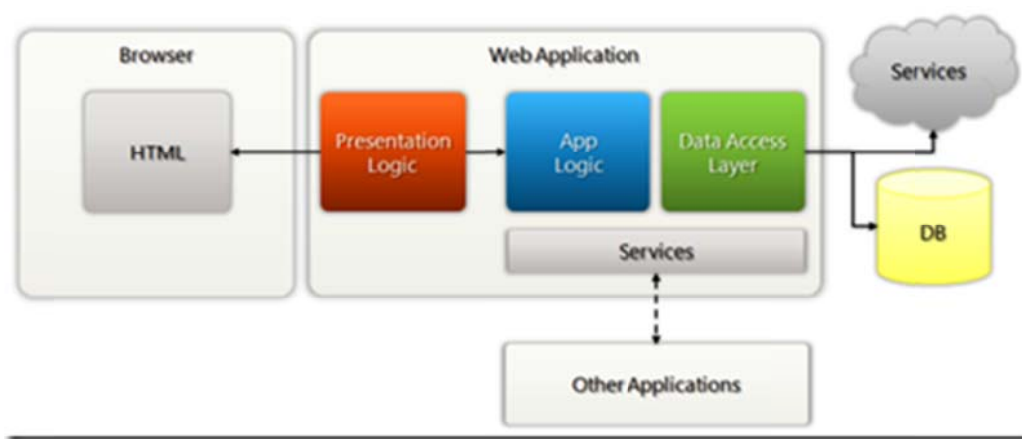 Browser
Web Application
Services
HTML
Presentation
Logic
App
Logic
Data Access
Layer
DB
Services
Other Applications